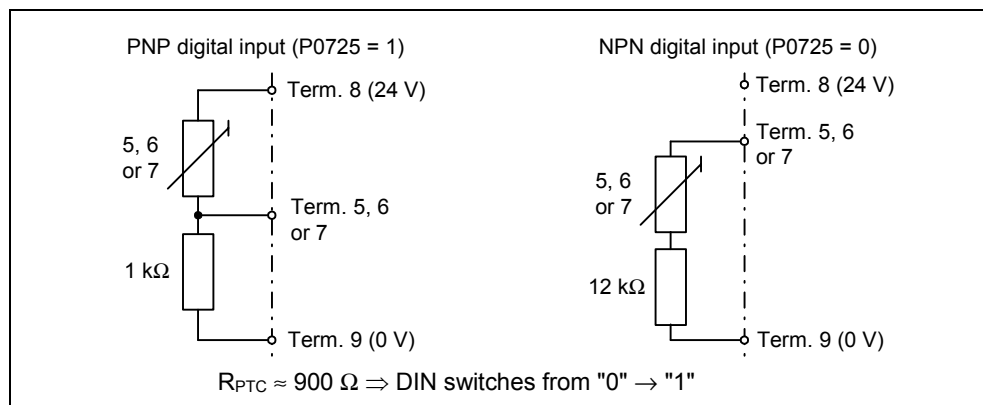 PNP digital input (P0725 = 1)
Term. 8 (24 V)
5, 6
or 7
Term. 5, 6
or 7
1 kΩ
Term. 9 (0 V)
NPN digital input (P0725 = 0)
Term. 8 (24 V)
Term. 5, 6
or 7
5, 6
or 7
12 kΩ
Term. 9 (0 V)
RPTC ≈ 900 Ω ⇒ DIN switches from "0" → "1"